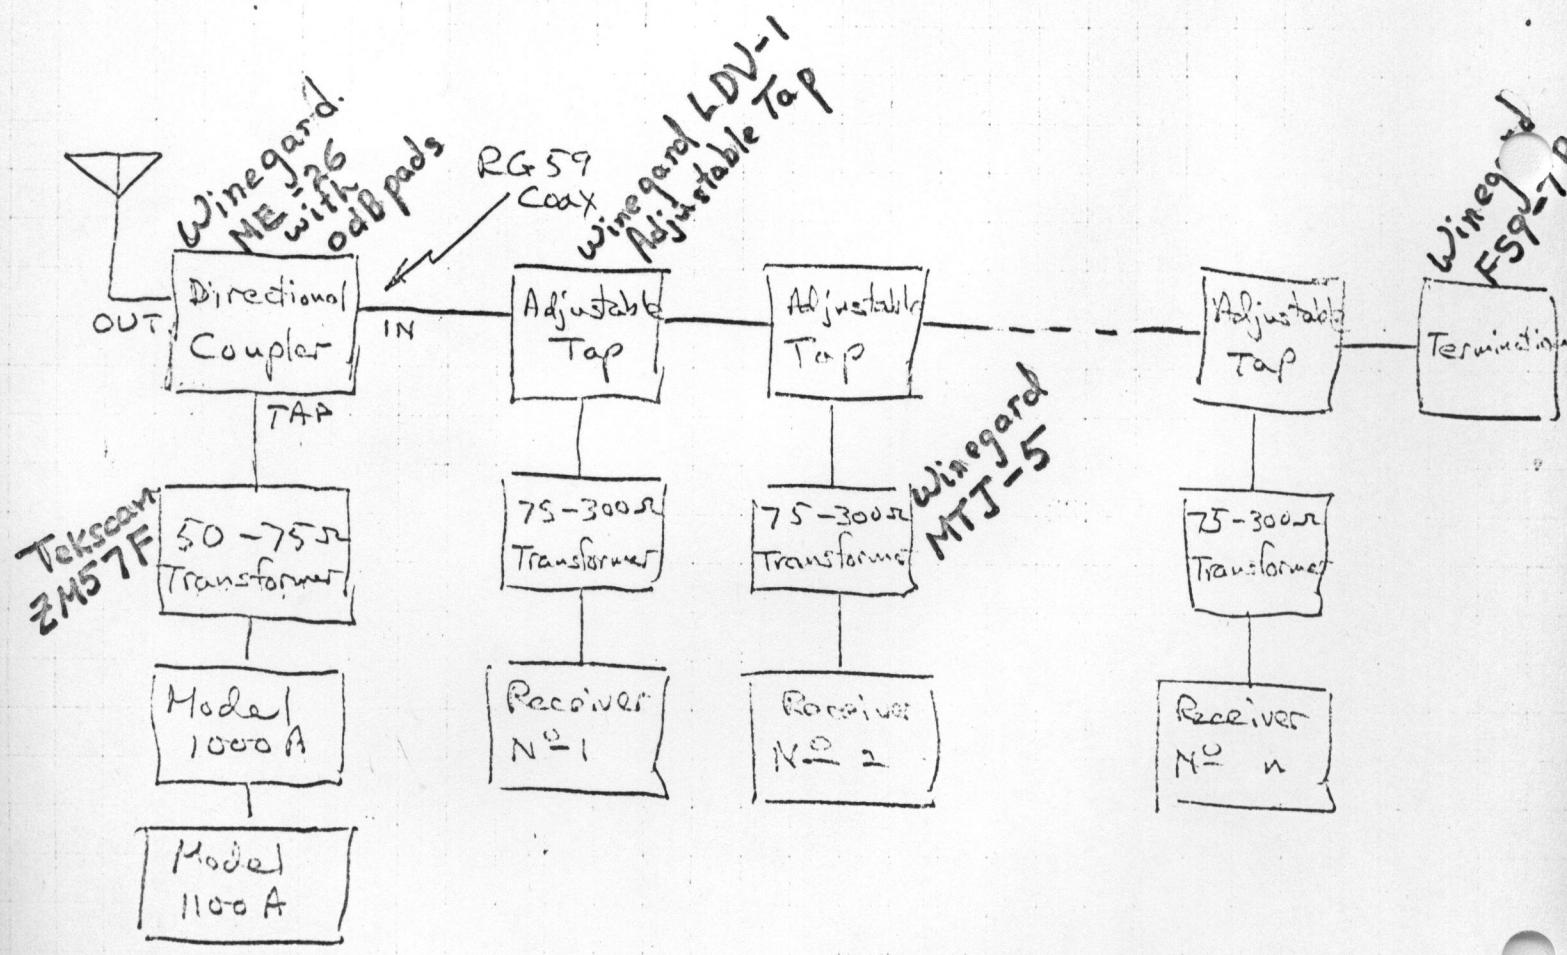 Winegard
ME-26
with
0dB pads
RG59
Coax
Winegard LDV-1
Adjustable Tap
Winegard
OUT
Directional
Coupler
IN
TAP
Adjustable
Tap
Adjustable
Tap
Adjustable
Tap
Termination
Tekscan
ZM57F
50-75Ω
Transformer
75-300Ω
Transformer
75-300Ω
Transformer
Winegard
MTJ-5
75-300Ω
Transformer
Model
1000A
Receiver
Nº 1
Receiver
Nº 2
Receiver
Nº n
Model
1100A